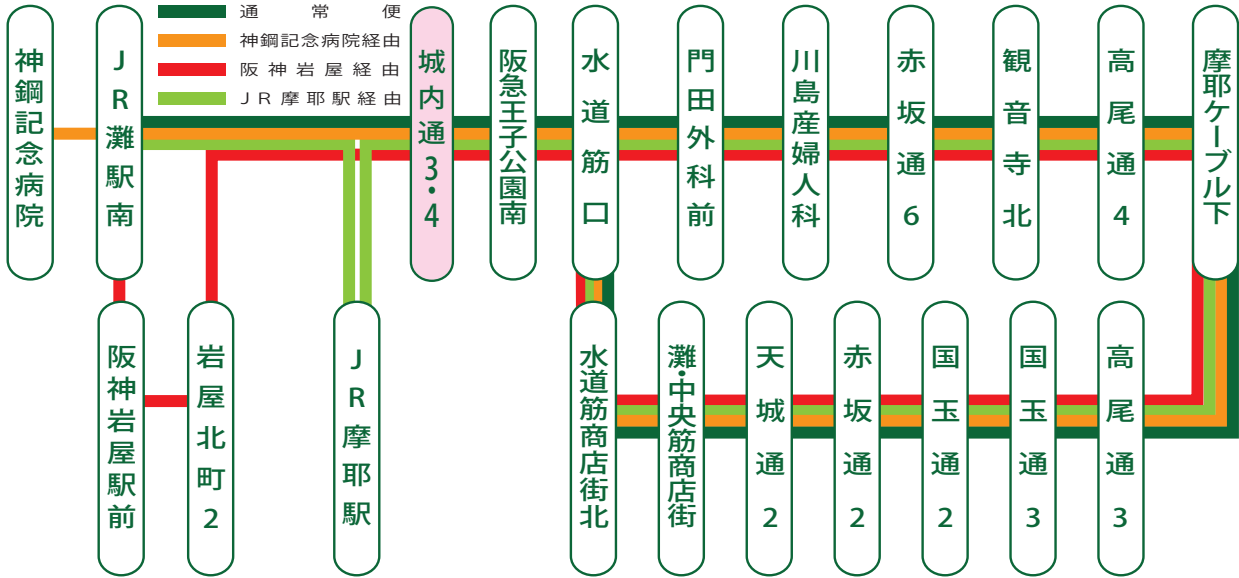 通常便
神鋼記念病院経由
阪神岩屋経由
JR摩耶駅経由
神鋼記念病院
JR灘駅南
城内通3・4
阪急王子公園南
水道筋口
門田外科前
川島産婦人科
赤坂通6
観音寺北
高尾通4
摩耶ケーブル下
阪神岩屋駅前
岩屋北町2
JR摩耶駅
水道筋商店街北
灘・中央筋商店街
天城通2
赤坂通2
国玉通2
国玉通3
高尾通3